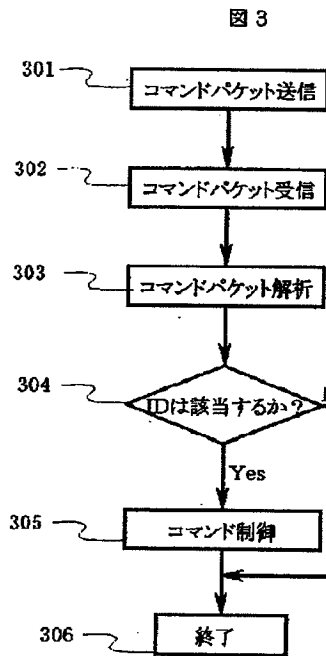 図3
301
コマンドパケット送信
302
コマンドパケット受信
303
コマンドパケット解析
304
IDは該当するか？
Yes
305
コマンド制御
306
終了